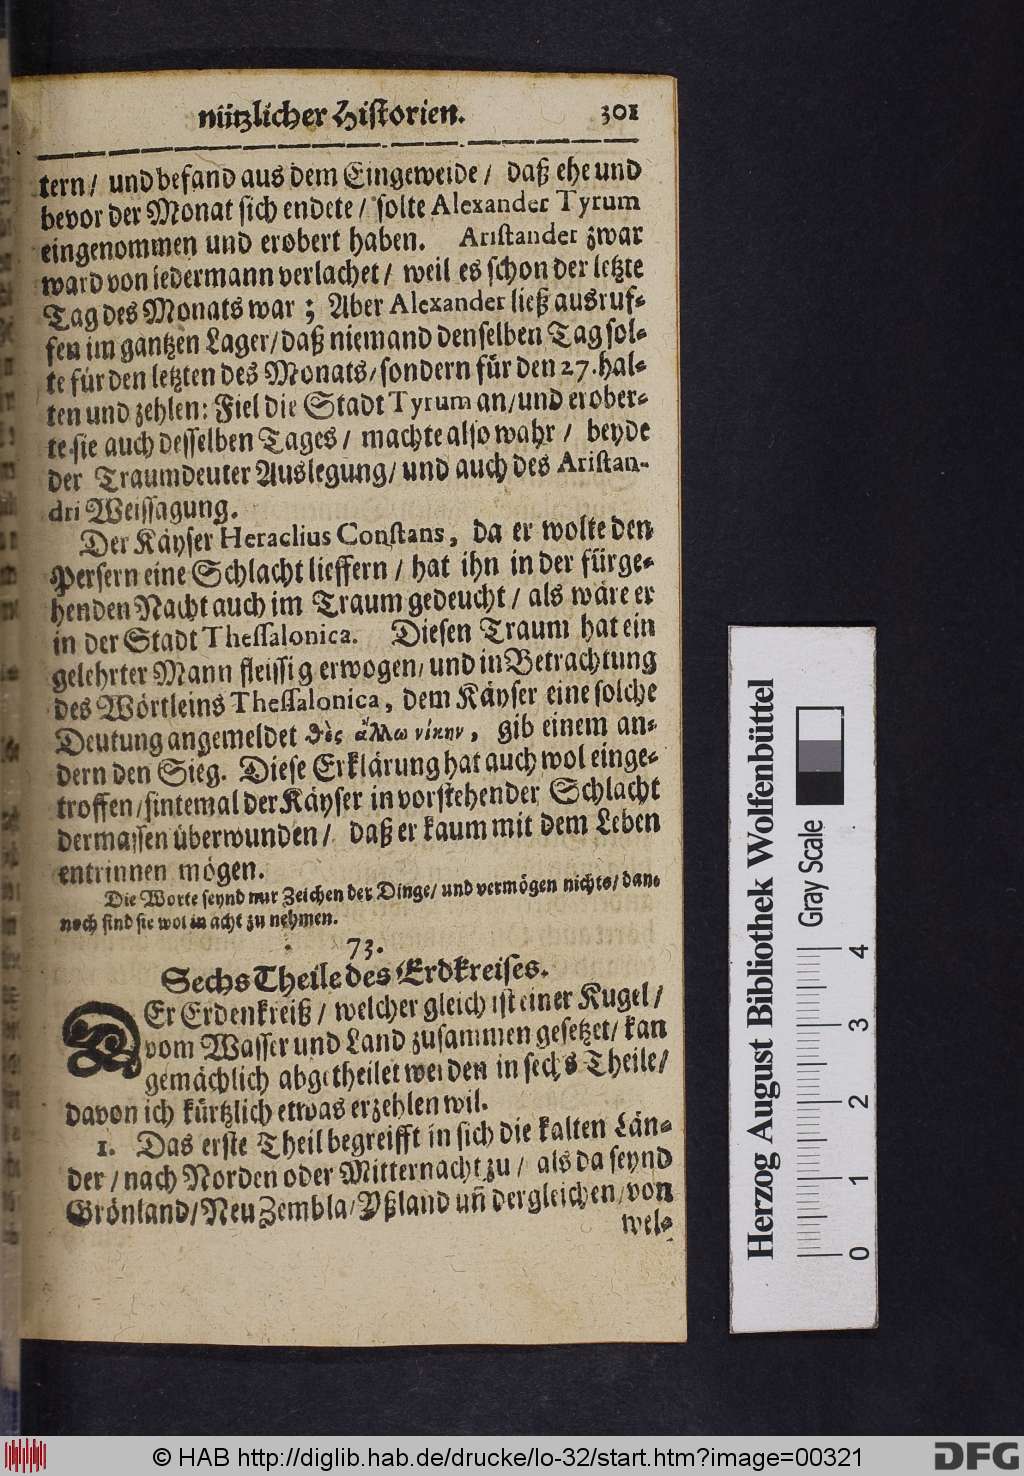 nützlicher Historien. 301
tern / und befand aus dem Eingeweide / daß ehe und
bevor der Monat sich endete / solte Alexander Tyrum
eingenommen und erobert haben. Aristander zwar
ward von iedermann verlachet / weil es schon der letzte
Tag des Monats war ; Aber Alexander ließ ausruf-
fen im gantzen Lager / daß niemand denselben Tag sol-
te für den letzten des Monats / sondern für den 27. hal-
ten und zehlen: Fiel die Stadt Tyrum an / und erober-
te sie auch desselben Tages / machte also wahr / beyde
der Traumdeuter Auslegung / und auch des Aristan-
dri Weissagung.
Der Käyser Heraclius Constans, da er wolte den
Persern eine Schlacht lieffern / hat ihn in der fürge-
henden Nacht auch im Traum gedeucht / als wäre er
in der Stadt Thessalonica. Diesen Traum hat ein
gelehrter Mann fleissig erwogen / und in Betrachtung
des Wörtleins Thessalonica, dem Käyser eine solche
Deutung angemeldet θὲς ἄλλω νίκην, gib einem an-
dern den Sieg. Diese Erklärung hat auch wol einge-
troffen / sintemal der Käyser in vorstehender Schlacht
dermassen überwunden / daß er kaum mit dem Leben
entrinnen mögen.
Die Worte seynd nur Zeichen der Dinge / und vermögen nichts / dan-
noch sind sie wol in acht zu nehmen.
73.
Sechs Theile des Erdkreises.
DEr Erdenkreiß / welcher gleich ist einer Kugel /
vom Wasser und Land zusammen gesetzet / kan
gemächlich abgetheilet werden in sechs Theile /
davon ich kürtzlich etwas erzehlen wil.
1. Das erste Theil begreifft in sich die kalten Län-
der / nach Norden oder Mitternacht zu / als da seynd
Grönland / Neu Zembla / Yßland uñ dergleichen / von
wel-
Herzog August Bibliothek Wolfenbüttel
Gray Scale
0 1 2 3 4
© HAB http://diglib.hab.de/drucke/lo-32/start.htm?image=00321
DFG